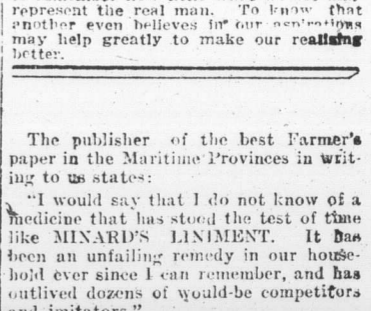 represent the real man. To know that
another even believes in our aspirations
may help greatly to make our realizing
better.
The publisher of the best Farmer's
paper in the Maritime Provinces in writ-
ing to us states:
"I would say that I do not know of a
medicine that has stood the test of time
like MINARD'S LINIMENT. It has
been an unfailing remedy in our house-
hold ever since I can remember, and has
outlived dozens of would-be competitors
and imitators."